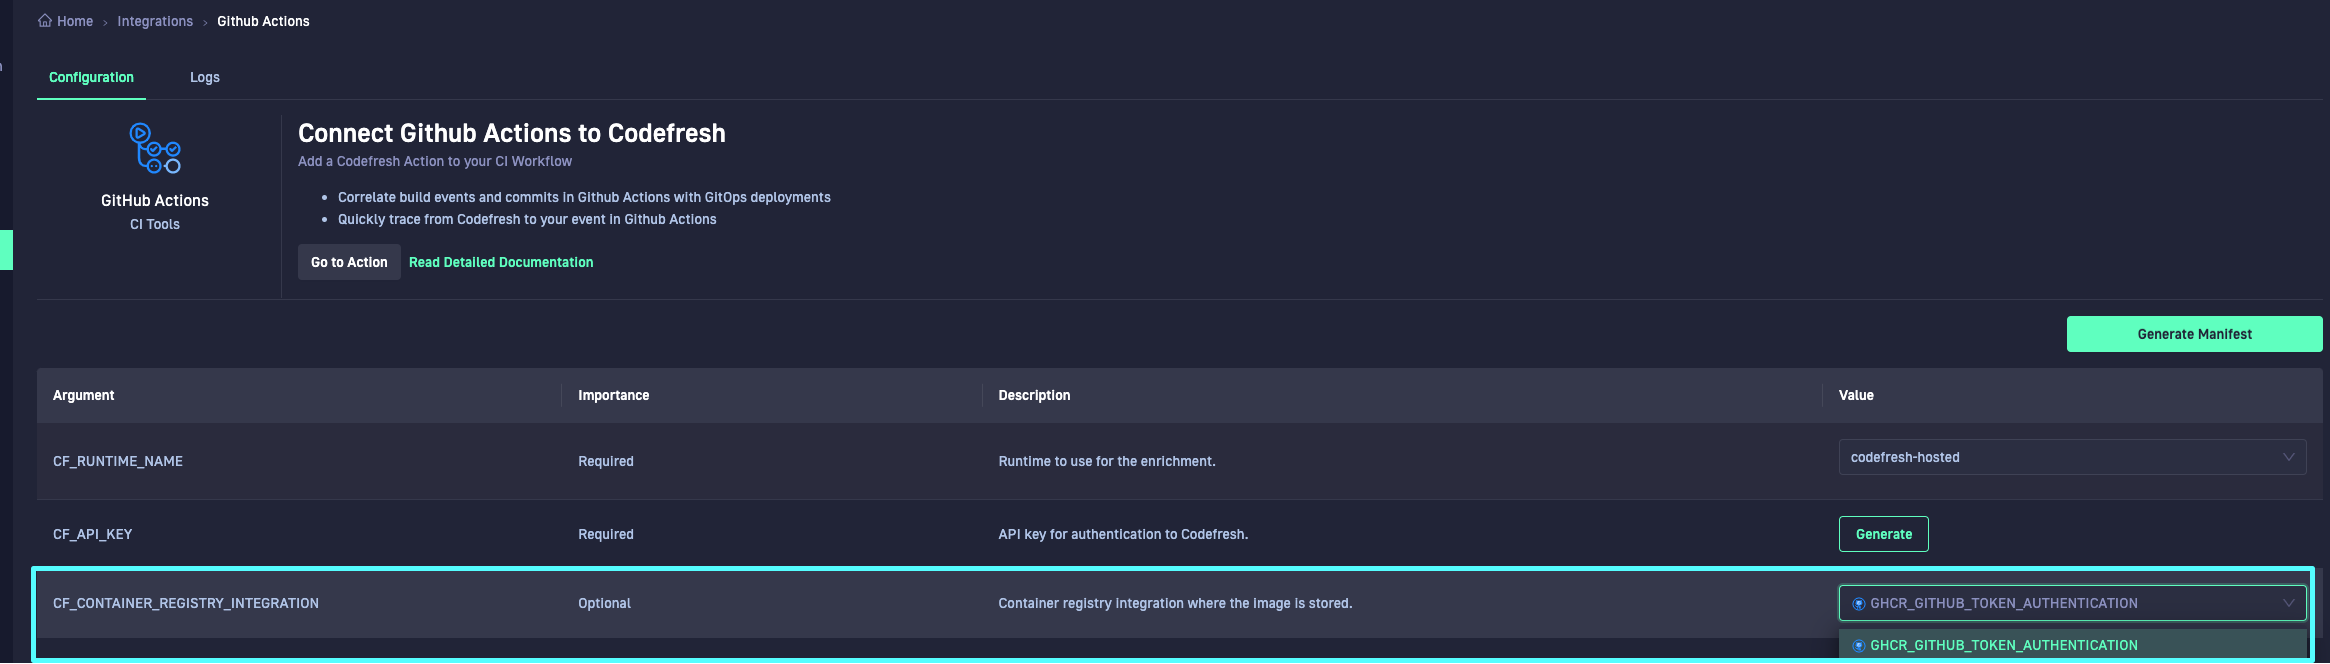 Home › Integrations › Github Actions
Configuration Logs
GitHub Actions
CI Tools
Connect Github Actions to Codefresh
Add a Codefresh Action to your CI Workflow
• Correlate build events and commits in Github Actions with GitOps deployments
• Quickly trace from Codefresh to your event in Github Actions
Go to Action Read Detailed Documentation
Generate Manifest
Argument Importance Description Value
CF_RUNTIME_NAME Required Runtime to use for the enrichment. codefresh-hosted
CF_API_KEY Required API key for authentication to Codefresh. Generate
CF_CONTAINER_REGISTRY_INTEGRATION Optional Container registry integration where the image is stored. GHCR_GITHUB_TOKEN_AUTHENTICATION
GHCR_GITHUB_TOKEN_AUTHENTICATION